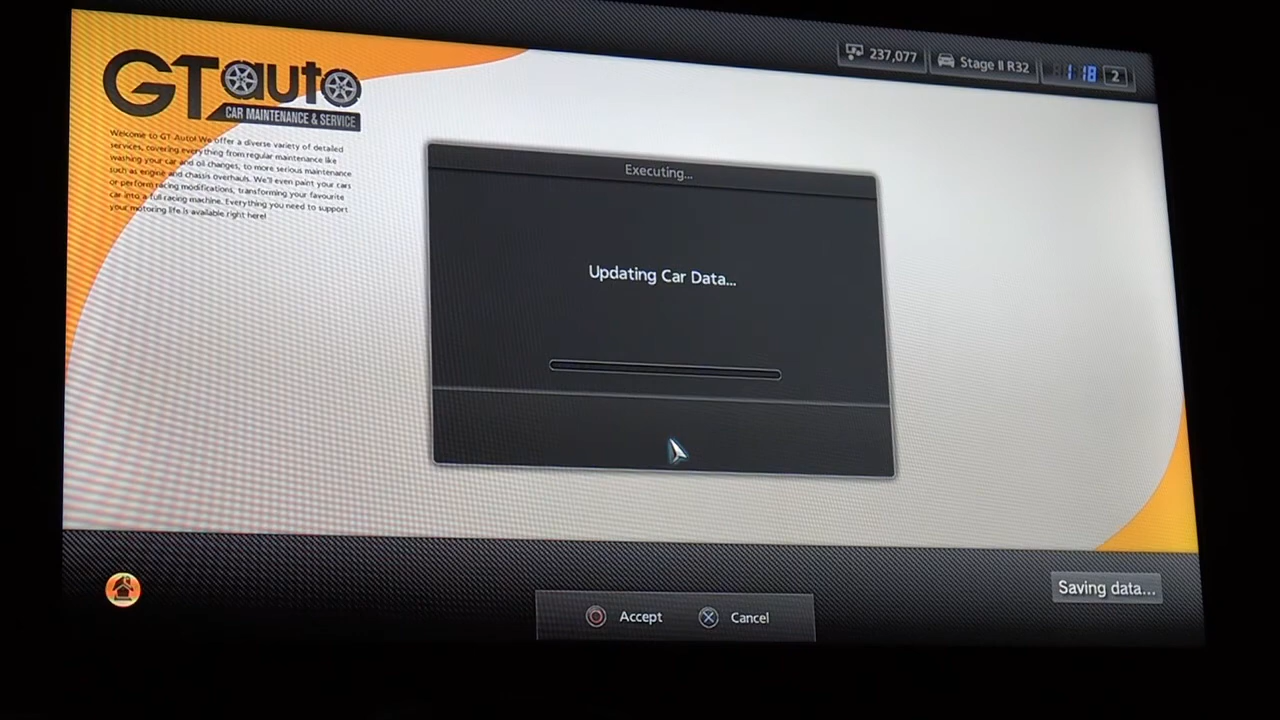 237,077
Stage II R32
1:18 2
GT auto
CAR MAINTENANCE & SERVICE
Welcome to GT Auto! We offer a diverse variety of detailed
services, covering everything from regular maintenance like
washing your car and oil changes, to more serious maintenance
such as engine and chassis overhauls. We'll even paint your cars
or perform racing modifications, transforming your favourite
car into a full racing machine. Everything you need to support
your motoring life is available right here!
Executing...
Updating Car Data...
Saving data...
Accept
Cancel